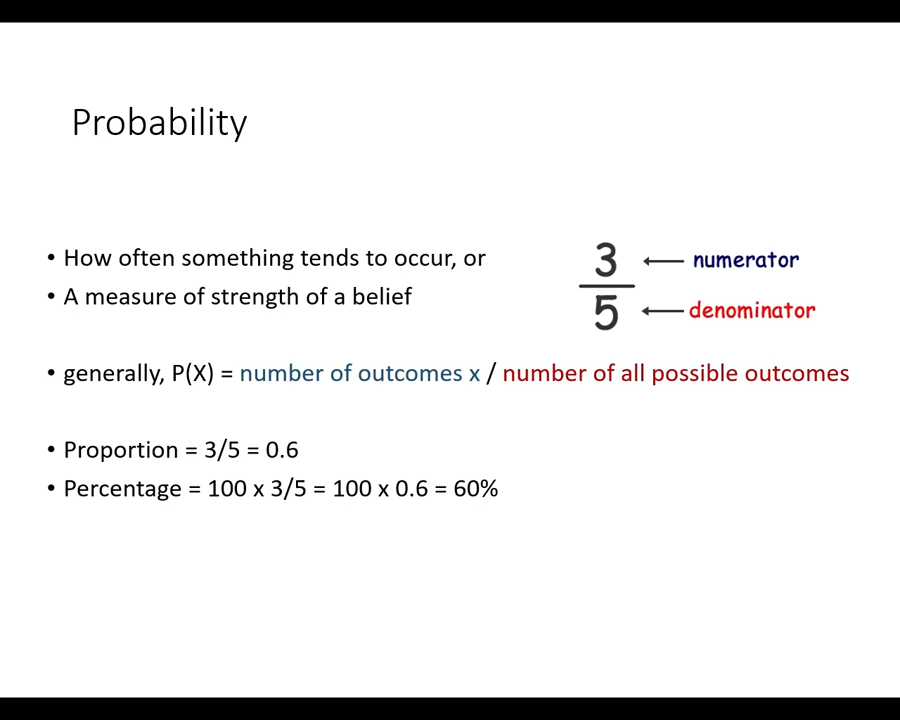 Probability
• How often something tends to occur, or
• A measure of strength of a belief
3 ← numerator
5 ← denominator
• generally, P(X) = number of outcomes x / number of all possible outcomes
• Proportion = 3/5 = 0.6
• Percentage = 100 x 3/5 = 100 x 0.6 = 60%